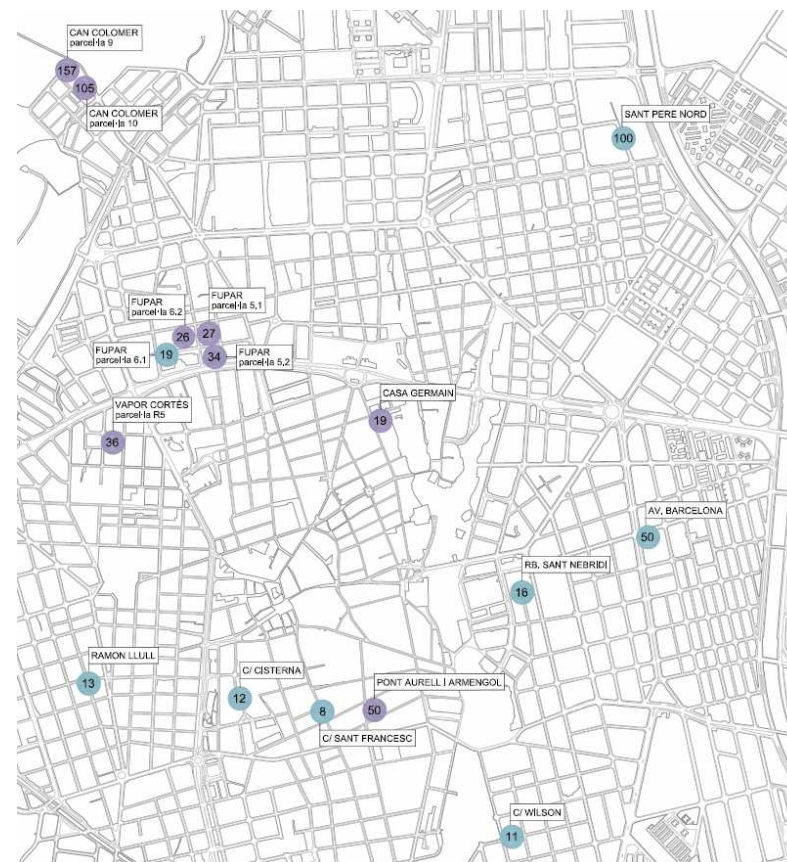 CAN COLOMER
parcel·la 9
157
105
CAN COLOMER
parcel·la 10
SANT PERE NORD
100
FUPAR
parcel·la 6.2
FUPAR
parcel·la 5,1
26
27
FUPAR
parcel·la 6.1
19
34
FUPAR
parcel·la 5,2
VAPOR CORTÈS
parcel·la R5
36
CASA GERMAIN
19
AV, BARCELONA
50
RB, SANT NEBRIDI
16
RAMON LLULL
13
C/ CISTERNA
12
PONT AURELL I ARMENGOL
8
50
C/ SANT FRANCESC
C/ WILSON
11